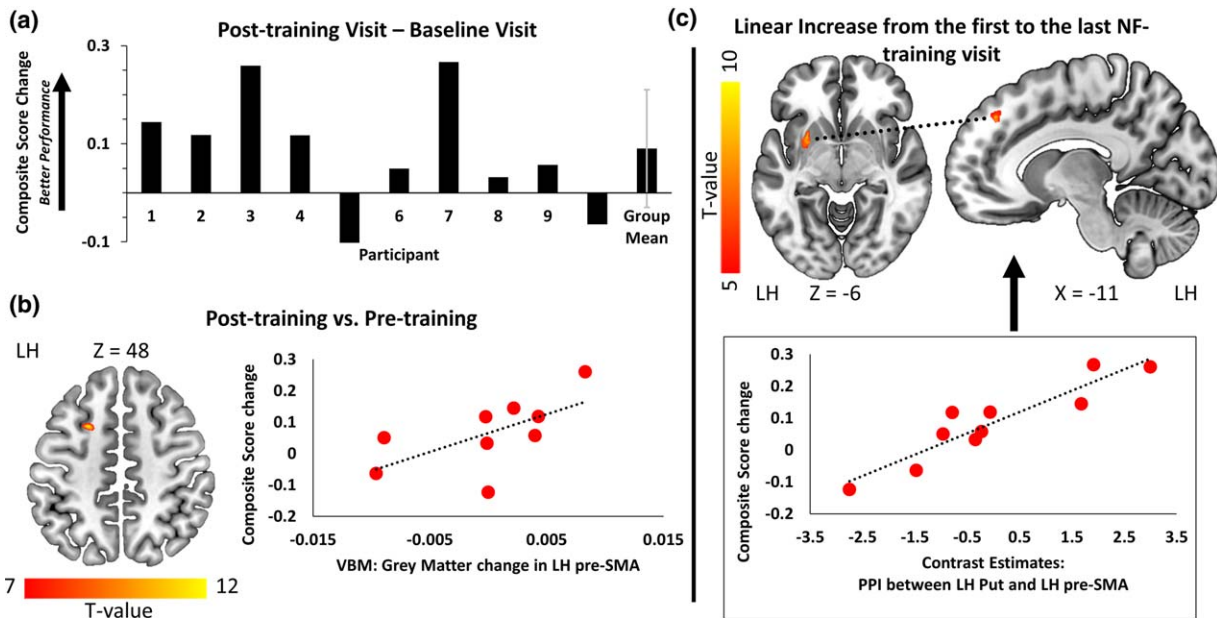 (a)
Post-training Visit – Baseline Visit
Composite Score Change
Better Performance
0.3
0.1
-0.1
1 2 3 4 6 7 8 9 Group
Mean
Participant
(b)
Post-training vs. Pre-training
LH Z = 48
7 12
T-value
Composite Score change
0.3
0.2
0.1
0
-0.1
-0.2
-0.015 -0.005 0.005 0.015
VBM: Grey Matter change in LH pre-SMA
(c)
Linear Increase from the first to the last NF-
training visit
10
T-value
5
LH Z = -6 X = -11 LH
Composite Score change
0.3
0.2
0.1
0
-0.1
-0.2
-3.5 -2.5 -1.5 -0.5 0.5 1.5 2.5 3.5
Contrast Estimates:
PPI between LH Put and LH pre-SMA